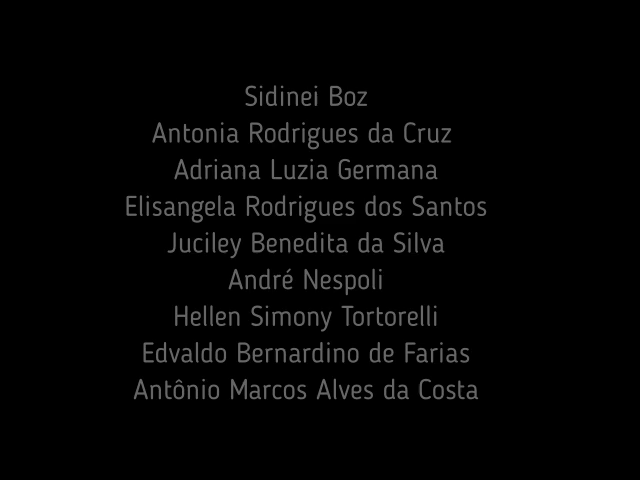 Sidinei Boz
Antonia Rodrigues da Cruz
Adriana Luzia Germana
Elisangela Rodrigues dos Santos
Juciley Benedita da Silva
André Nespoli
Hellen Simony Tortorelli
Edvaldo Bernardino de Farias
Antônio Marcos Alves da Costa